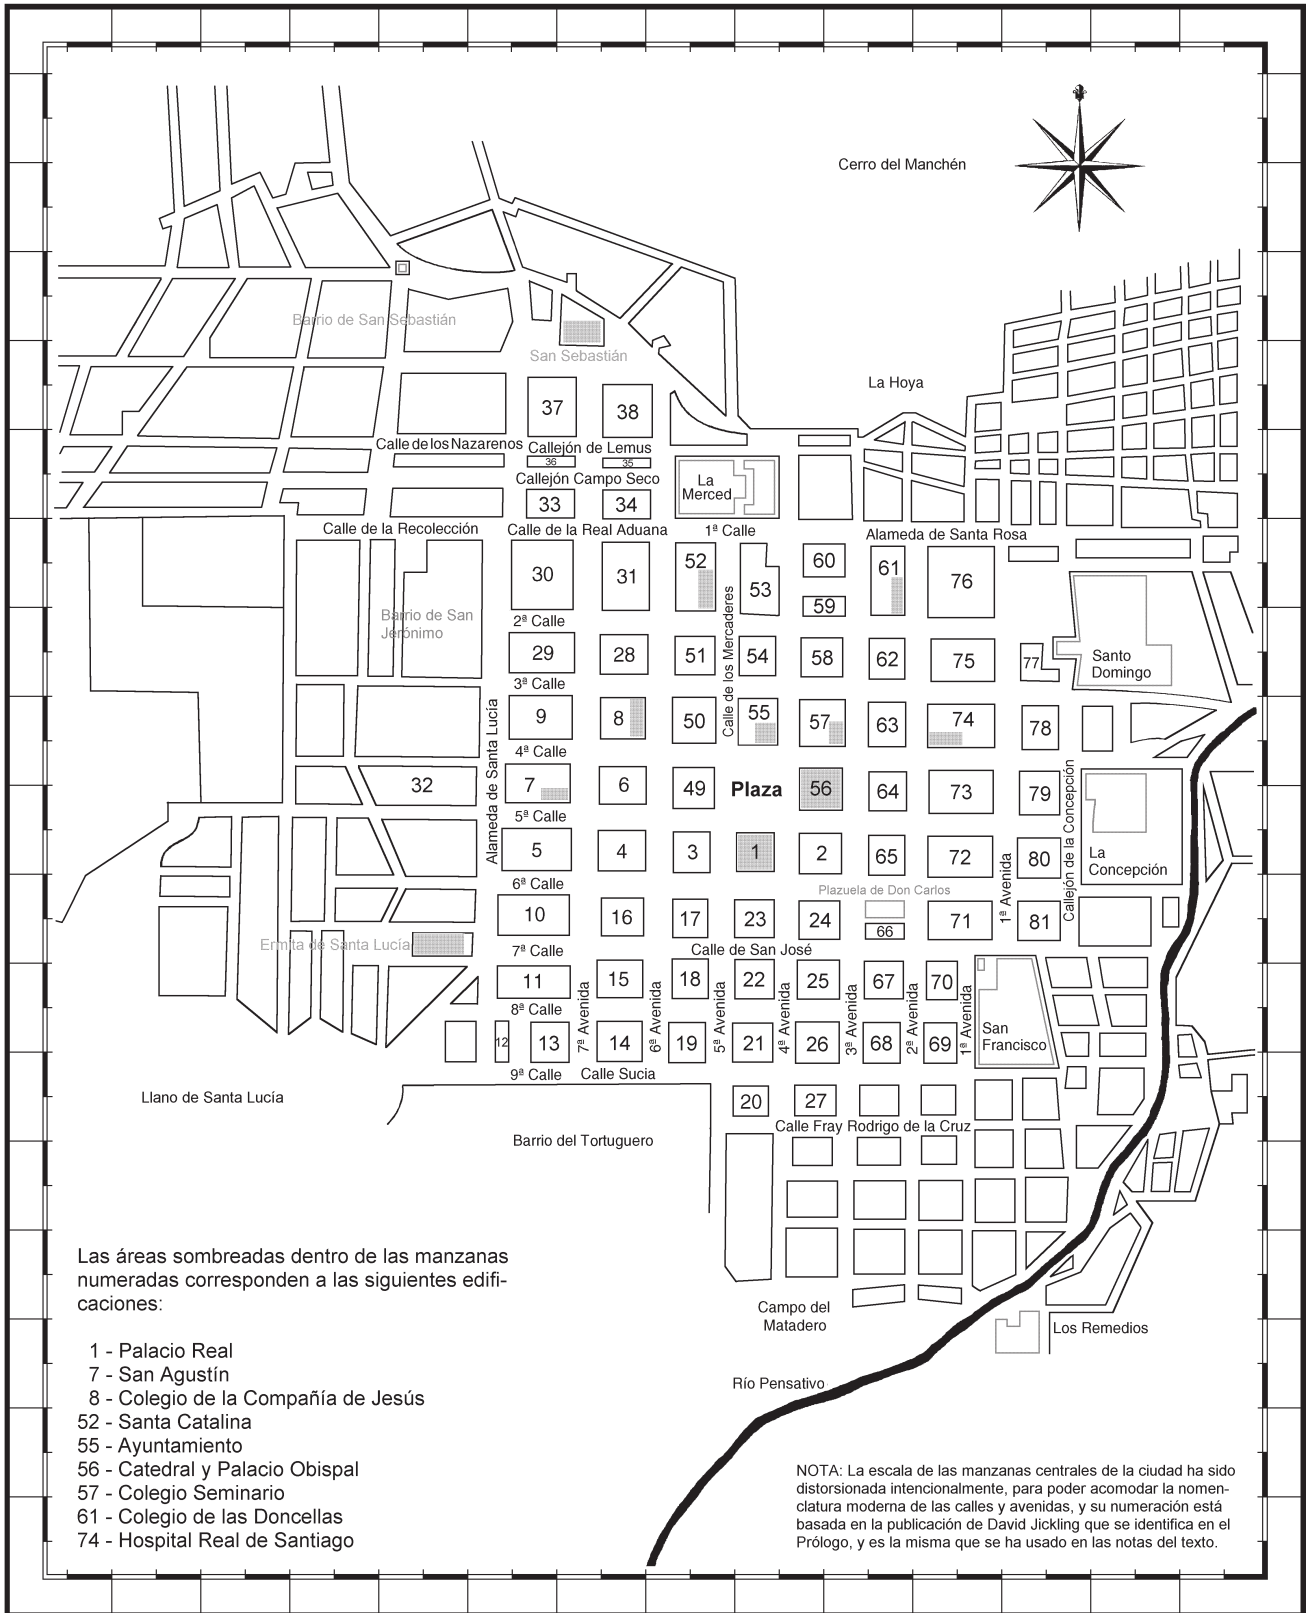 Cerro del Manchén
Barrio de San Sebastián
San Sebastián
La Hoya
37
38
Calle de los Nazarenos
Callejón de Lemus
36
35
Callejón Campo Seco
La
Merced
33
34
Calle de la Recolección
Calle de la Real Aduana
1ª Calle
Alameda de Santa Rosa
30
31
52
53
60
61
76
59
Barrio de San
Jerónimo
2ª Calle
Calle de los Mercaderes
29
28
51
54
58
62
75
77
Santo
Domingo
3ª Calle
9
8
50
55
57
63
74
78
Alameda de Santa Lucía
4ª Calle
32
7
6
49
Plaza
56
64
73
79
Callejón de la Concepción
5ª Calle
5
4
3
1
2
65
72
80
La
Concepción
6ª Calle
Plazuela de Don Carlos
1ª Avenida
10
16
17
23
24
66
71
81
Ermita de Santa Lucía
7ª Calle
Calle de San José
11
15
18
22
25
67
70
8ª Calle
7ª Avenida
6ª Avenida
5ª Avenida
4ª Avenida
3ª Avenida
2ª Avenida
1ª Avenida
San
Francisco
12
13
14
19
21
26
68
69
9ª Calle
Calle Sucia
Llano de Santa Lucía
20
27
Calle Fray Rodrigo de la Cruz
Barrio del Tortuguero
Campo del
Matadero
Los Remedios
Río Pensativo
Las áreas sombreadas dentro de las manzanas
numeradas corresponden a las siguientes edifi-
caciones:
1 - Palacio Real
7 - San Agustín
8 - Colegio de la Compañía de Jesús
52 - Santa Catalina
55 - Ayuntamiento
56 - Catedral y Palacio Obispal
57 - Colegio Seminario
61 - Colegio de las Doncellas
74 - Hospital Real de Santiago
NOTA: La escala de las manzanas centrales de la ciudad ha sido
distorsionada intencionalmente, para poder acomodar la nomen-
clatura moderna de las calles y avenidas, y su numeración está
basada en la publicación de David Jickling que se identifica en el
Prólogo, y es la misma que se ha usado en las notas del texto.